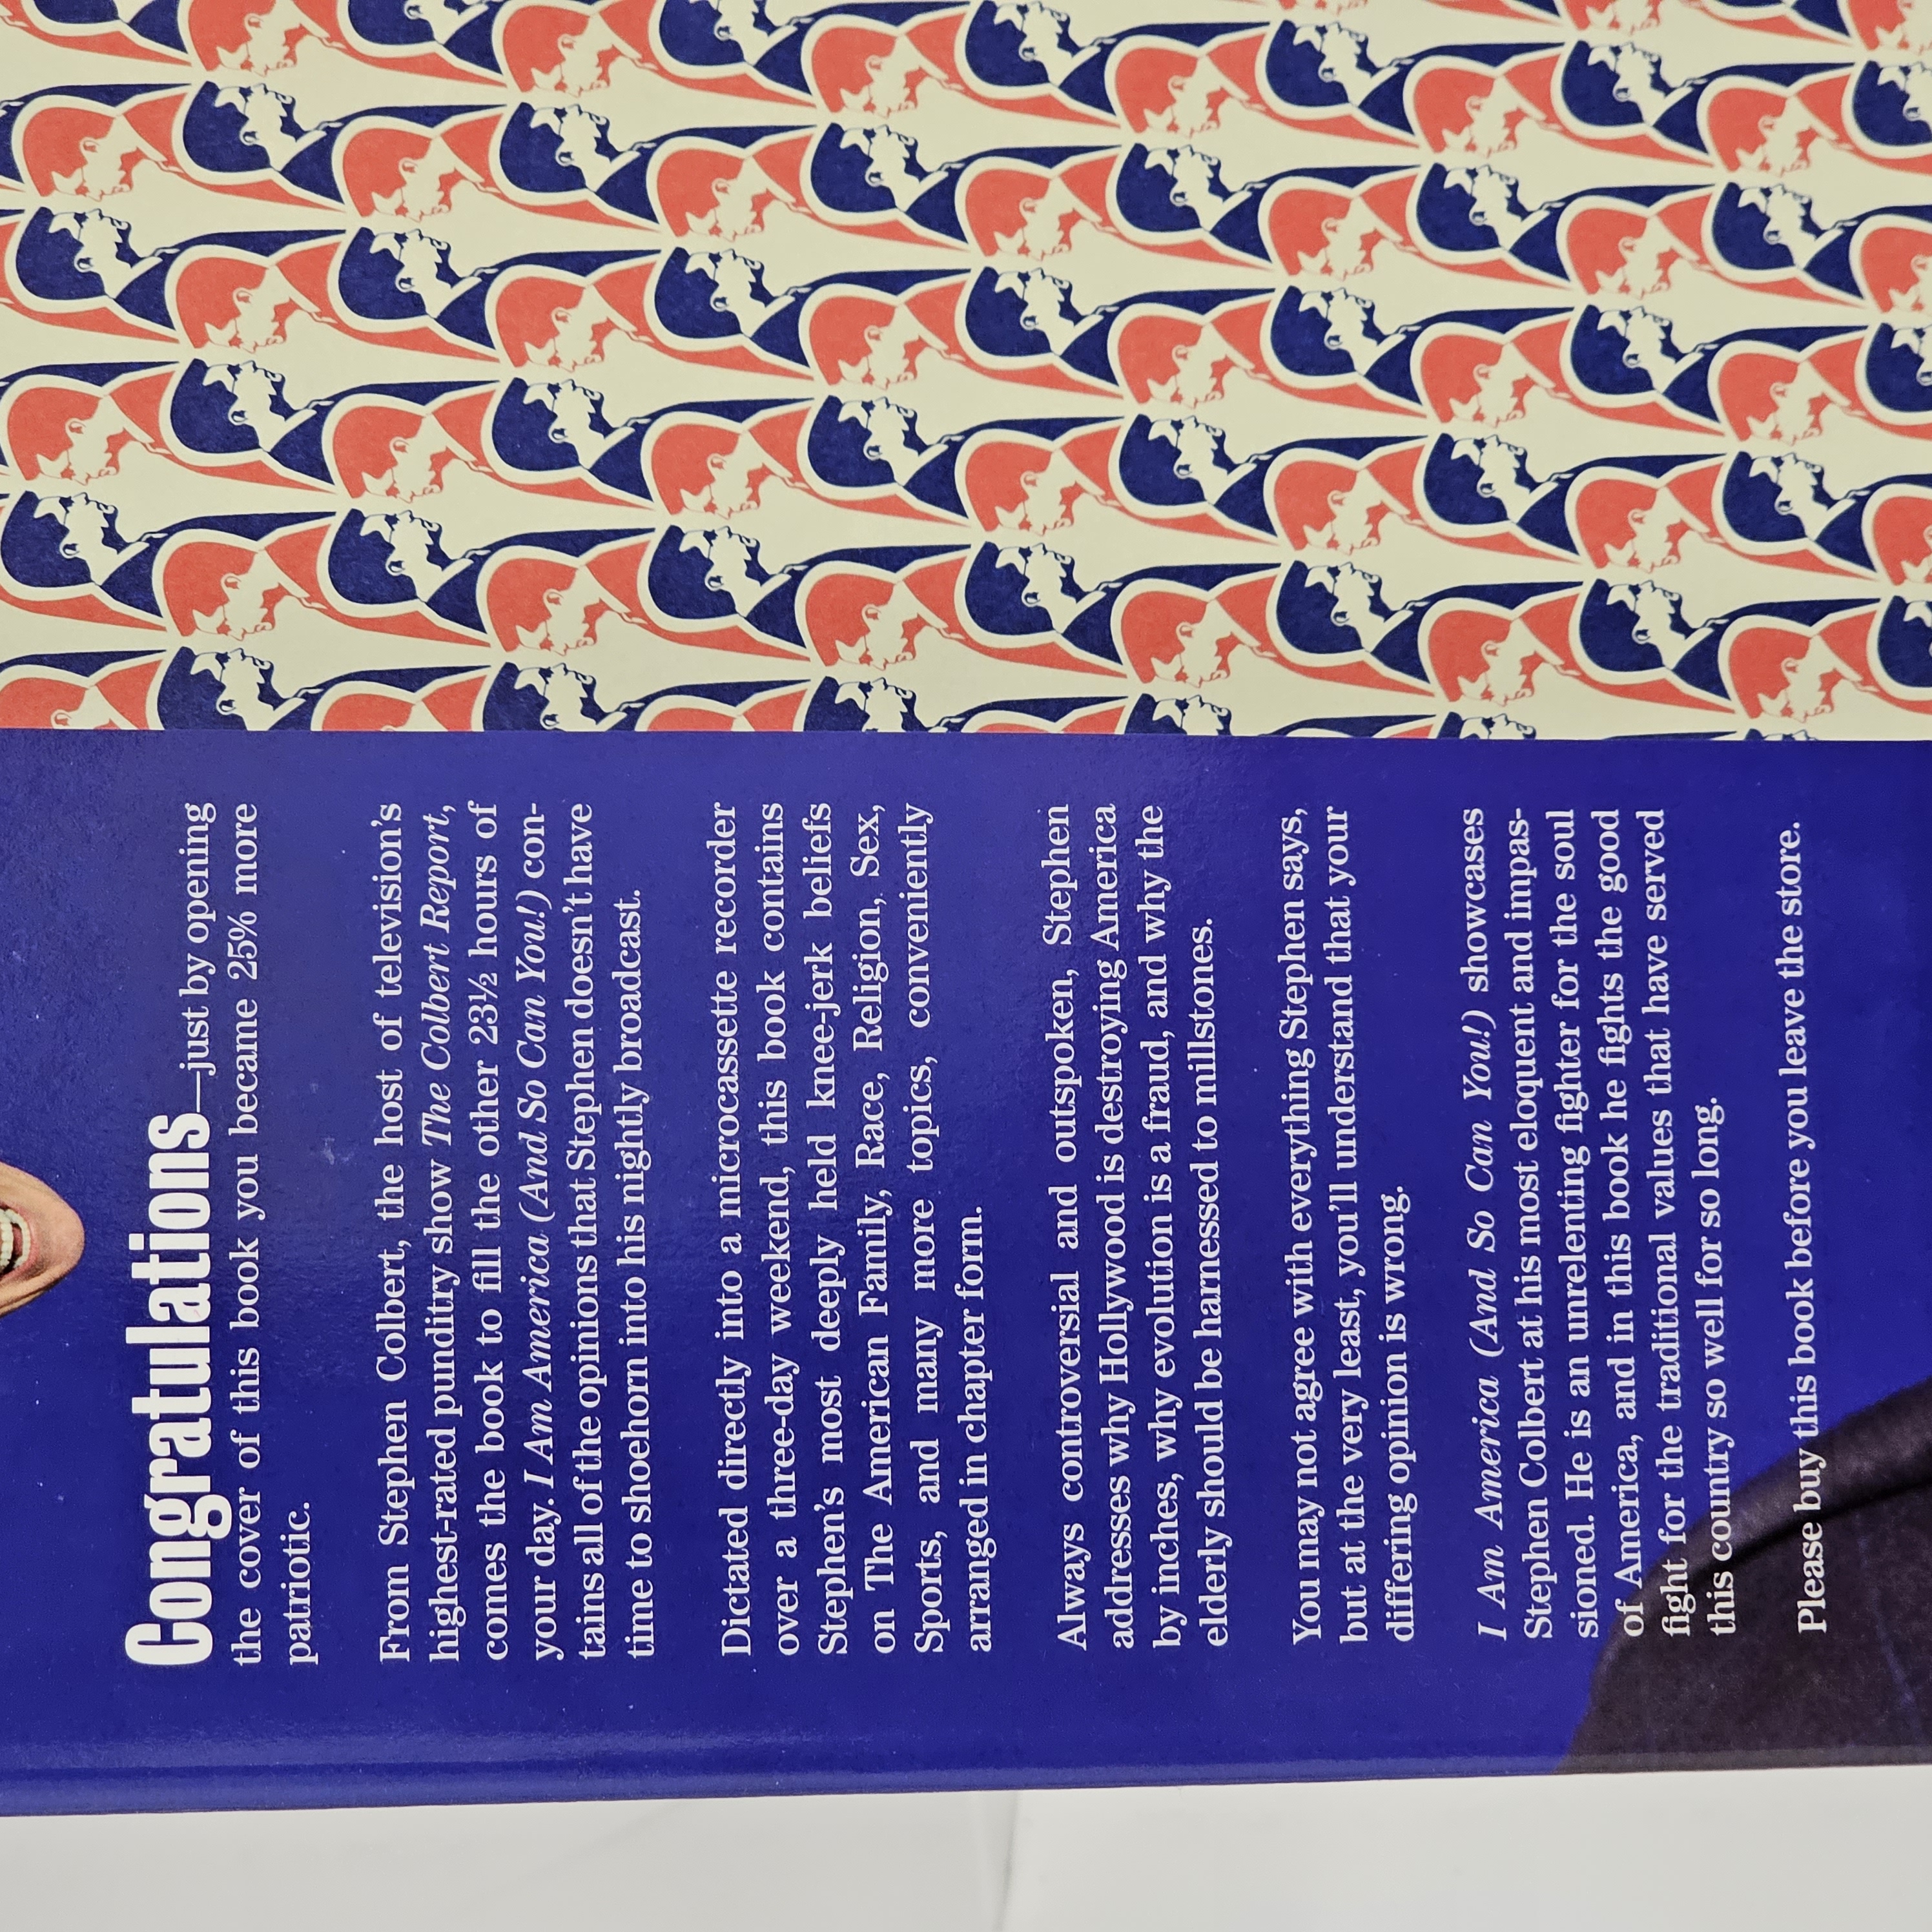 Congratulations—just by opening
the cover of this book you became 25% more
patriotic.
From Stephen Colbert, the host of television's
highest-rated punditry show The Colbert Report,
comes the book to fill the other 23½ hours of
your day. I Am America (And So Can You!) con-
tains all of the opinions that Stephen doesn't have
time to shoehorn into his nightly broadcast.
Dictated directly into a microcassette recorder
over a three-day weekend, this book contains
Stephen's most deeply held knee-jerk beliefs
on The American Family, Race, Religion, Sex,
Sports, and many more topics, conveniently
arranged in chapter form.
Always controversial and outspoken, Stephen
addresses why Hollywood is destroying America
by inches, why evolution is a fraud, and why the
elderly should be harnessed to millstones.
You may not agree with everything Stephen says,
but at the very least, you'll understand that your
differing opinion is wrong.
I Am America (And So Can You!) showcases
Stephen Colbert at his most eloquent and impas-
sioned. He is an unrelenting fighter for the soul
of America, and in this book he fights the good
fight for the traditional values that have served
this country so well for so long.
Please buy this book before you leave the store.